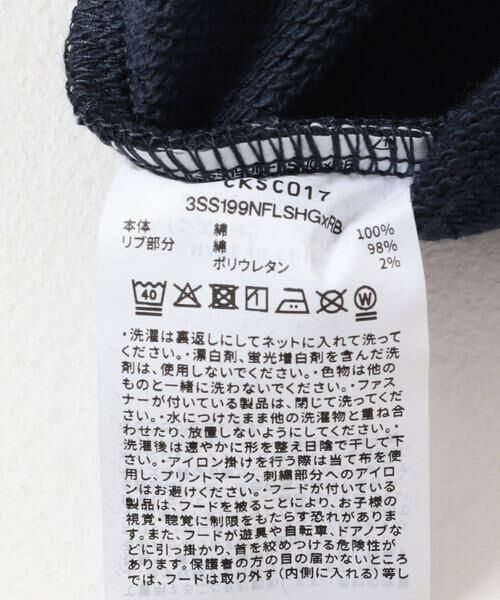 CKSC017
3SS199NFLSHGxRB
本体 綿 100%
リブ部分 綿 98%
ポリウレタン 2%
40 W
・洗濯は裏返しにしてネットに入れて洗って
ください。・漂白剤、蛍光増白剤を含んだ洗
剤は、使用しないでください。・色物は他の
ものと一緒に洗わないでください。・ファス
ナーが付いている製品は、閉じて洗ってくだ
さい。・水につけたまま他の洗濯物と重ね合
わせたり、放置しないようにしてください。・
洗濯後は速やかに形を整え日陰で干して下
さい。・アイロン掛けを行う際は当て布を使
用し、プリントマーク、刺繍部分へのアイロ
ンはお避けください。・フードが付いている
製品は、フードを被ることにより、お子様の
視覚・聴覚に制限をもたらす恐れがありま
す。また、フードが遊具や自転車、ドアノブな
どに引っ掛かり、首を絞めつける危険性が
あります。保護者の方の目の届かないところ
では、フードは取り外す(内側に入れる)等し